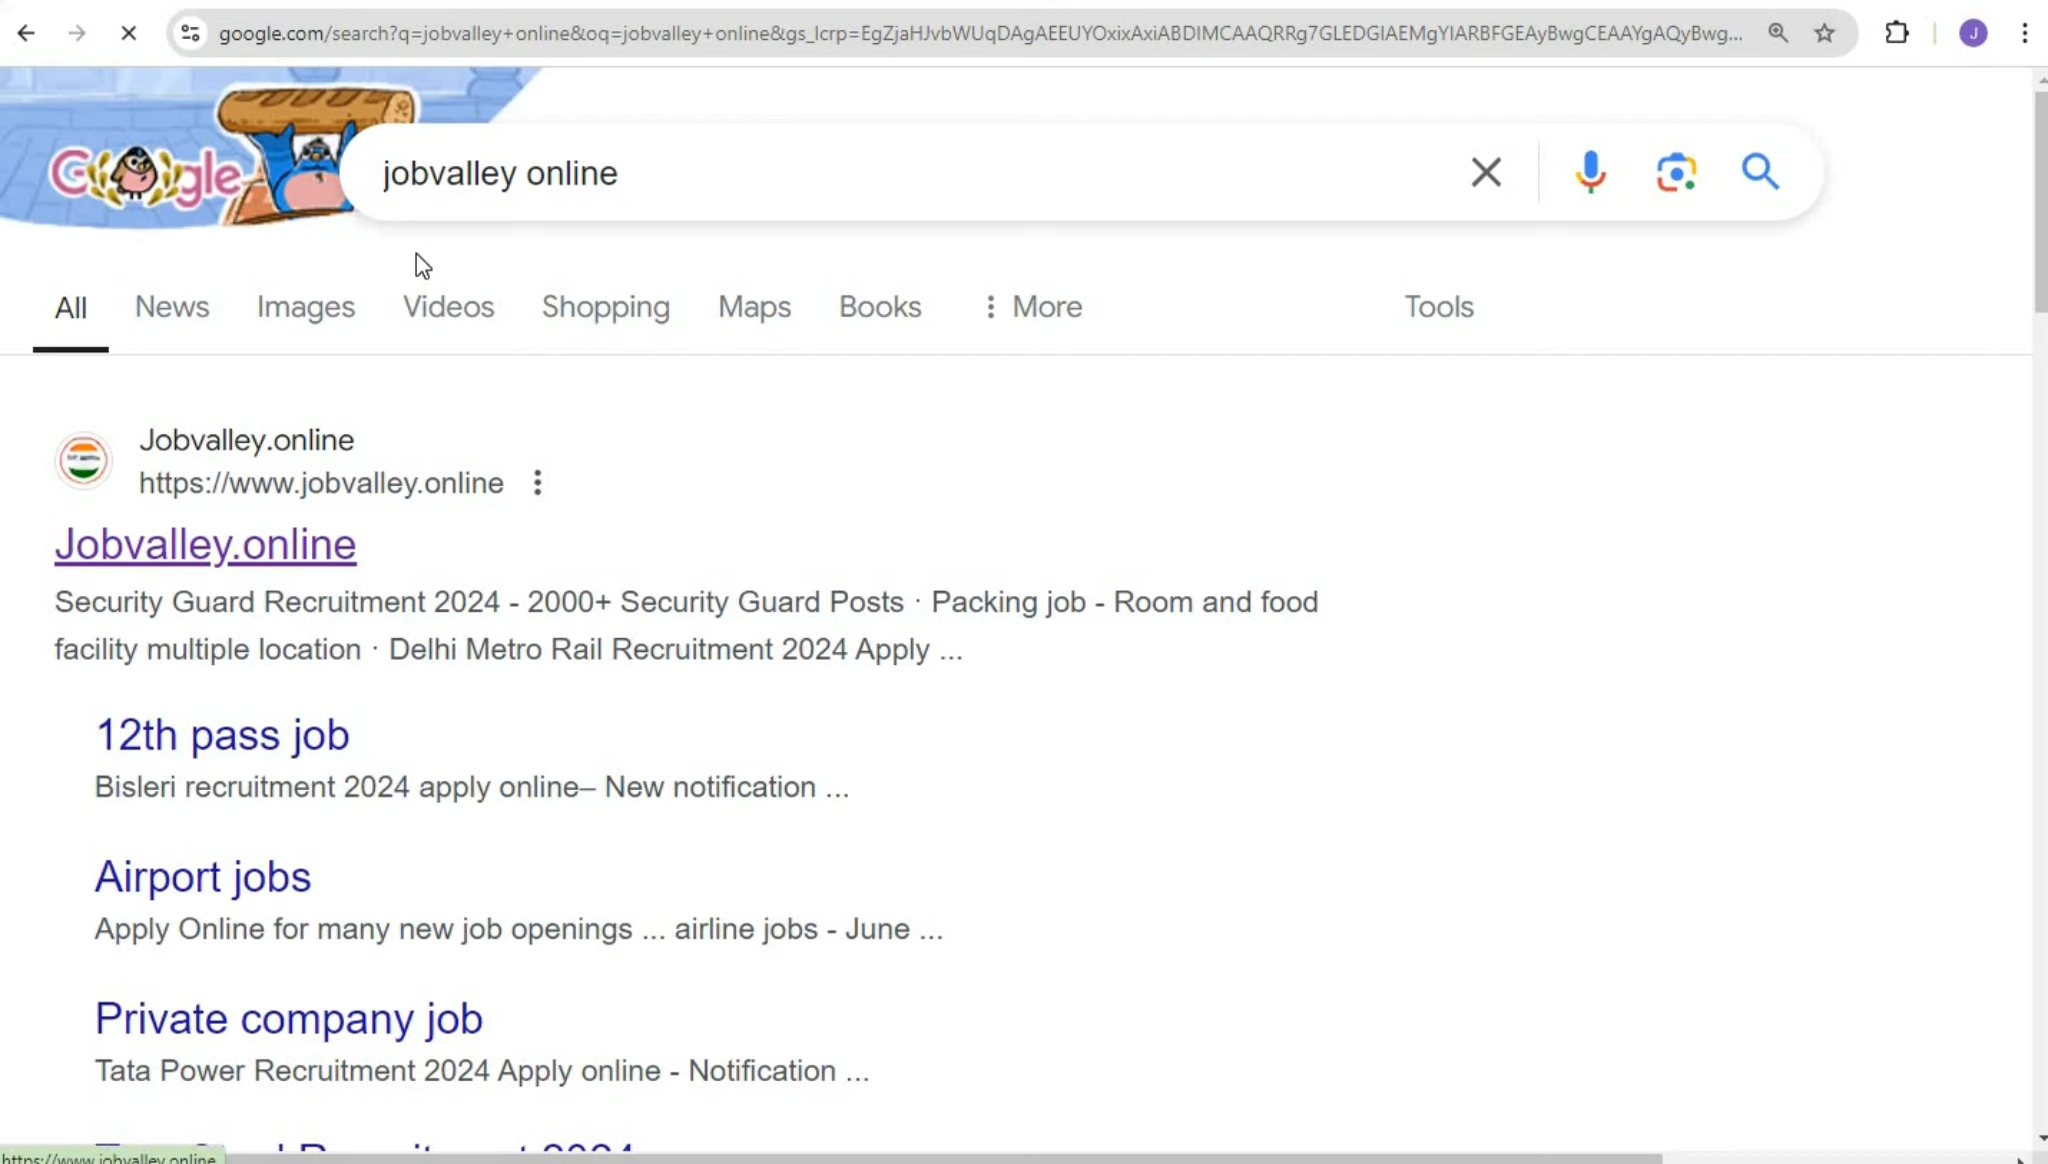 google.com/search?q=jobvalley+online&oq=jobvalley+online&gs_lcrp=EgZjaHJvbWUqDAgAEEUYOxixAxiABDIMCAAQRRg7GLEDGIAEMgYIARBFGEAyBwgCEAAYgAQyBwg...
J
Google
jobvalley online
All News Images Videos Shopping Maps Books More Tools
Jobvalley.online
https://www.jobvalley.online
Jobvalley.online
Security Guard Recruitment 2024 - 2000+ Security Guard Posts · Packing job - Room and food
facility multiple location · Delhi Metro Rail Recruitment 2024 Apply ...
12th pass job
Bisleri recruitment 2024 apply online– New notification ...
Airport jobs
Apply Online for many new job openings ... airline jobs - June ...
Private company job
Tata Power Recruitment 2024 Apply online - Notification ...
Recruitment 2024
https://www.jobvalley.online